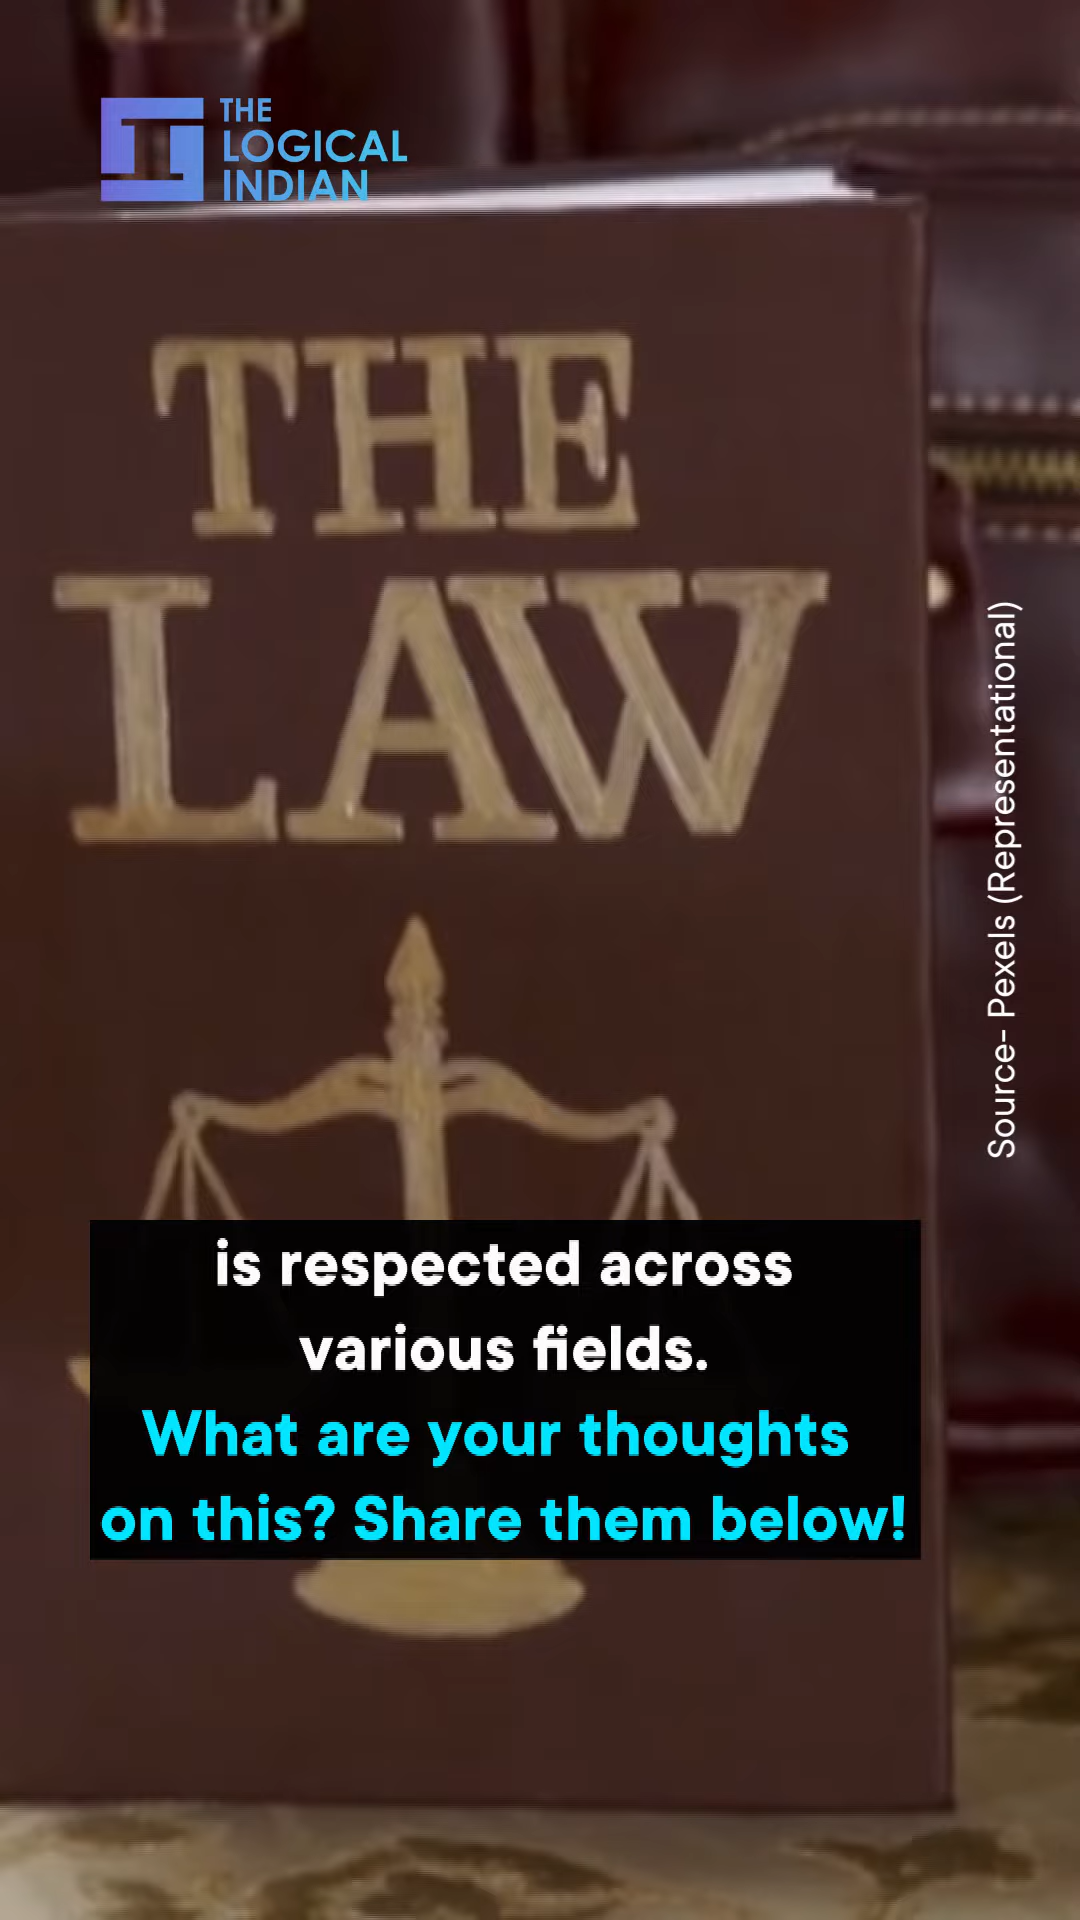 THE
LOGICAL
INDIAN
THE
LAW
Source- Pexels (Representational)
is respected across
various fields.
What are your thoughts
on this? Share them below!